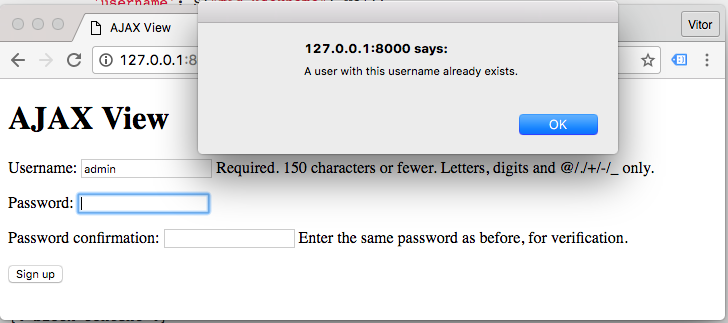 AJAX View
Vitor
127.0.0.1:8
127.0.0.1:8000 says:
A user with this username already exists.
OK
AJAX View
Username: admin Required. 150 characters or fewer. Letters, digits and @/./+/-/_ only.
Password:
Password confirmation: Enter the same password as before, for verification.
Sign up